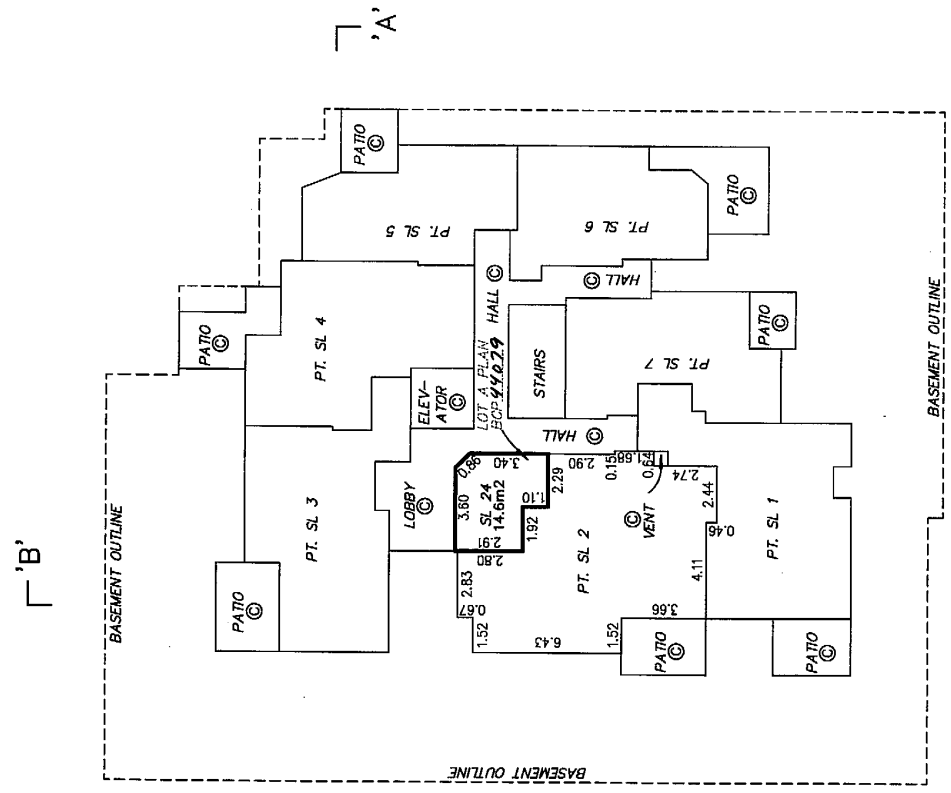 'A'
'B'
BASEMENT OUTLINE
PATIO
©
PATIO
©
PT. SL 5
PT. SL 4
PATIO
©
PT. SL 3
PT. SL 6
PATIO
©
HALL ©
HALL ©
ELEV-
ATOR
©
LOBBY
©
LOT A PLAN
BCP44029
STAIRS
HALL ©
PATIO
©
PT. SL 7
0.86
3.40
3.60
SL 24
14.6m2
2.91
2.80
1.10
1.92
2.29
2.90
0.15
1.68
0.64
2.74
2.44
0.46
4.11
3.66
©
VENT
PT. SL 2
2.83
0.67
1.52
6.43
1.52
PATIO
©
PT. SL 1
PATIO
©
BASEMENT OUTLINE
BASEMENT OUTLINE